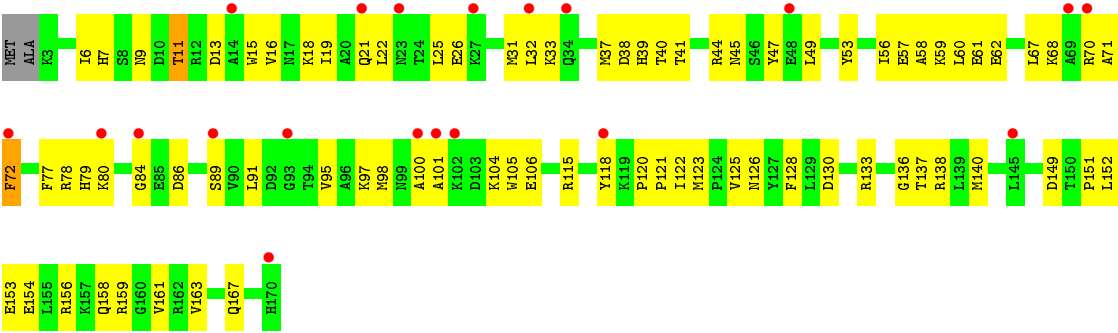 MET ALA K3 I6 H7 S8 N9 D10 T11 R12 D13 A14 W15 V16 N17 K18 I19 A20 Q21 L22 N23 T24 L25 E26 K27 M31 L32 K33 Q34 M37 D38 H39 T40 T41 R44 N45 S46 Y47 E48 L49 Y53 I56 E57 A58 K59 L60 E61 E62 L67 K68 A69 R70 A71
F72 F77 R78 H79 K80 G84 E85 D86 S89 V90 L91 D92 G93 T94 V95 A96 K97 M98 N99 A100 A101 K102 D103 K104 W105 E106 R115 Y118 K119 P120 P121 I122 M123 P124 V125 N126 Y127 F128 L129 D130 R133 G136 T137 R138 L139 M140 L145 D149 T150 P151 L152
E153 E154 L155 R156 K157 Q158 R159 G160 V161 R162 V163 Q167 H170